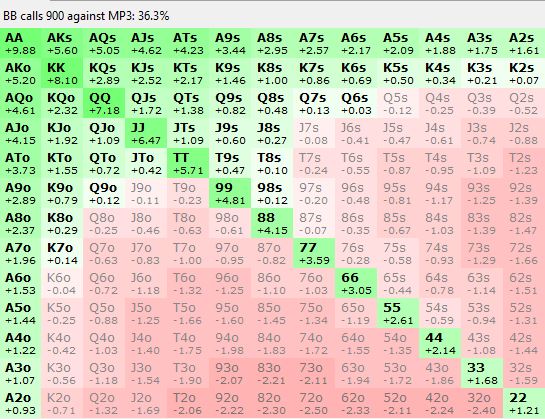 BB calls 900 against MP3: 36.3%
AA AKs AQs AJs ATs A9s A8s A7s A6s A5s A4s A3s A2s
+9.88 +5.60 +5.05 +4.62 +4.23 +3.44 +2.95 +2.57 +2.17 +2.09 +1.88 +1.75 +1.61
AKo KK KQs KJs KTs K9s K8s K7s K6s K5s K4s K3s K2s
+5.20 +8.10 +2.89 +2.52 +2.17 +1.46 +1.00 +0.86 +0.69 +0.50 +0.34 +0.21 +0.07
AQo KQo QQ QJs QTs Q9s Q8s Q7s Q6s Q5s Q4s Q3s Q2s
+4.61 +2.32 +7.18 +1.72 +1.38 +0.82 +0.48 +0.13 +0.03 -0.12 -0.25 -0.39 -0.52
AJo KJo QJo JJ JTs J9s J8s J7s J6s J5s J4s J3s J2s
+4.15 +1.92 +1.09 +6.47 +1.09 +0.60 +0.27 -0.08 -0.41 -0.47 -0.61 -0.74 -0.88
ATo KTo QTo JTo TT T9s T8s T7s T6s T5s T4s T3s T2s
+3.73 +1.55 +0.72 +0.42 +5.71 +0.47 +0.10 -0.24 -0.55 -0.87 -0.95 -1.09 -1.23
A9o K9o Q9o J9o T9o 99 98s 97s 96s 95s 94s 93s 92s
+2.89 +0.79 +0.12 -0.11 -0.23 +4.81 +0.12 -0.20 -0.48 -0.81 -1.17 -1.25 -1.39
A8o K8o Q8o J8o T8o 98o 88 87s 86s 85s 84s 83s 82s
+2.37 +0.29 -0.25 -0.46 -0.63 -0.61 +4.15 -0.07 -0.35 -0.67 -1.03 -1.39 -1.47
A7o K7o Q7o J7o T7o 97o 87o 77 76s 75s 74s 73s 72s
+1.96 +0.14 -0.63 -0.83 -1.00 -0.95 -0.82 +3.59 -0.28 -0.58 -0.93 -1.29 -1.66
A6o K6o Q6o J6o T6o 96o 86o 76o 66 65s 64s 63s 62s
+1.53 -0.04 -0.72 -1.18 -1.32 -1.25 -1.10 -1.03 +3.05 -0.44 -0.78 -1.14 -1.51
A5o K5o Q5o J5o T5o 95o 85o 75o 65o 55 54s 53s 52s
+1.44 -0.25 -0.88 -1.25 -1.66 -1.60 -1.45 -1.34 -1.19 +2.61 -0.59 -0.94 -1.31
A4o K4o Q4o J4o T4o 94o 84o 74o 64o 54o 44 43s 42s
+1.22 -0.42 -1.03 -1.40 -1.75 -1.98 -1.83 -1.72 -1.55 -1.35 +2.14 -1.08 -1.44
A3o K3o Q3o J3o T3o 93o 83o 73o 63o 53o 43o 33 32s
+1.07 -0.56 -1.18 -1.54 -1.90 -2.07 -2.21 -2.11 -1.94 -1.72 -1.86 +1.68 -1.59
A2o K2o Q2o J2o T2o 92o 82o 72o 62o 52o 42o 32o 22
+0.93 -0.71 -1.32 -1.69 -2.06 -2.22 -2.30 -2.50 -2.33 -2.11 -2.24 -2.40 +1.21